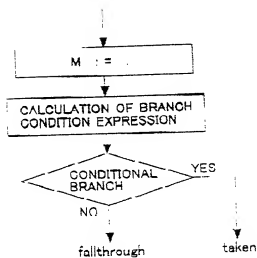 M : = .
CALCULATION OF BRANCH
CONDITION EXPRESSION
CONDITIONAL
BRANCH
YES
NO
fallthrough
taken